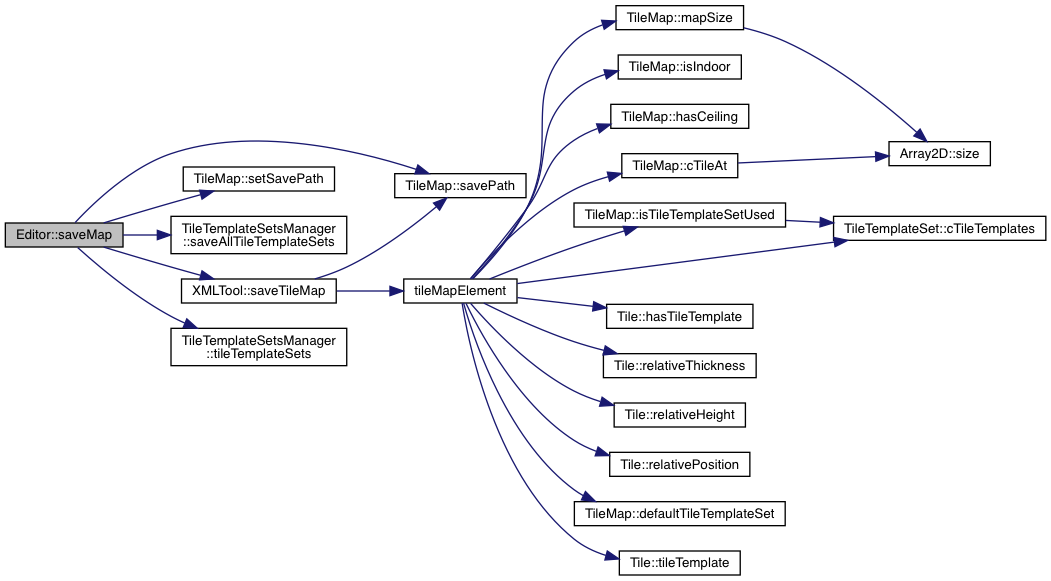 Editor::saveMap
TileMap::setSavePath
TileTemplateSetsManager
::saveAllTileTemplateSets
XMLTool::saveTileMap
TileTemplateSetsManager
::tileTemplateSets
TileMap::savePath
tileMapElement
TileMap::mapSize
TileMap::isIndoor
TileMap::hasCeiling
TileMap::cTileAt
TileMap::isTileTemplateSetUsed
Tile::hasTileTemplate
Tile::relativeThickness
Tile::relativeHeight
Tile::relativePosition
TileMap::defaultTileTemplateSet
Tile::tileTemplate
Array2D::size
TileTemplateSet::cTileTemplates